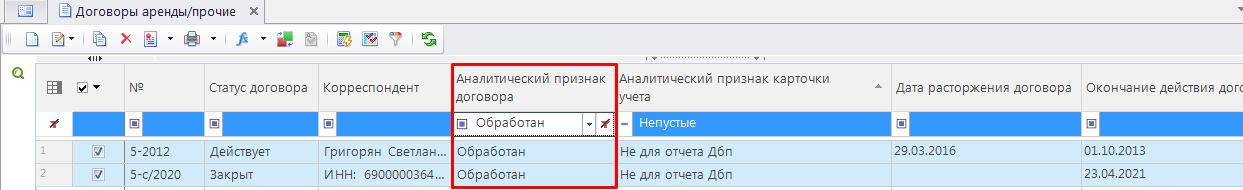 Договоры аренды/прочие
№ Статус договора Корреспондент Аналитический признак договора Аналитический признак карточки учета Дата расторжения договора Окончание действия дого
Обработан Непустые
1 5-2012 Действует Григорян Светлан... Обработан Не для отчета Дбп 29.03.2016 01.10.2013
2 5-с/2020 Закрыт ИНН: 6900000364... Обработан Не для отчета Дбп 23.04.2021